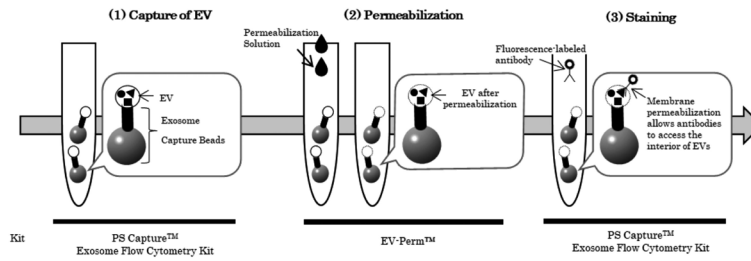 (1) Capture of EV
EV
Exosome
Capture Beads
(2) Permeabilization
Permeabilization
Solution
EV after
permeabilization
(3) Staining
Fluorescence-labeled
antibody
Membrane
permeabilization
allows antibodies
to access the
interior of EVs
Kit
PS Capture™
Exosome Flow Cytometry Kit
EV-Perm™
PS Capture™
Exosome Flow Cytometry Kit